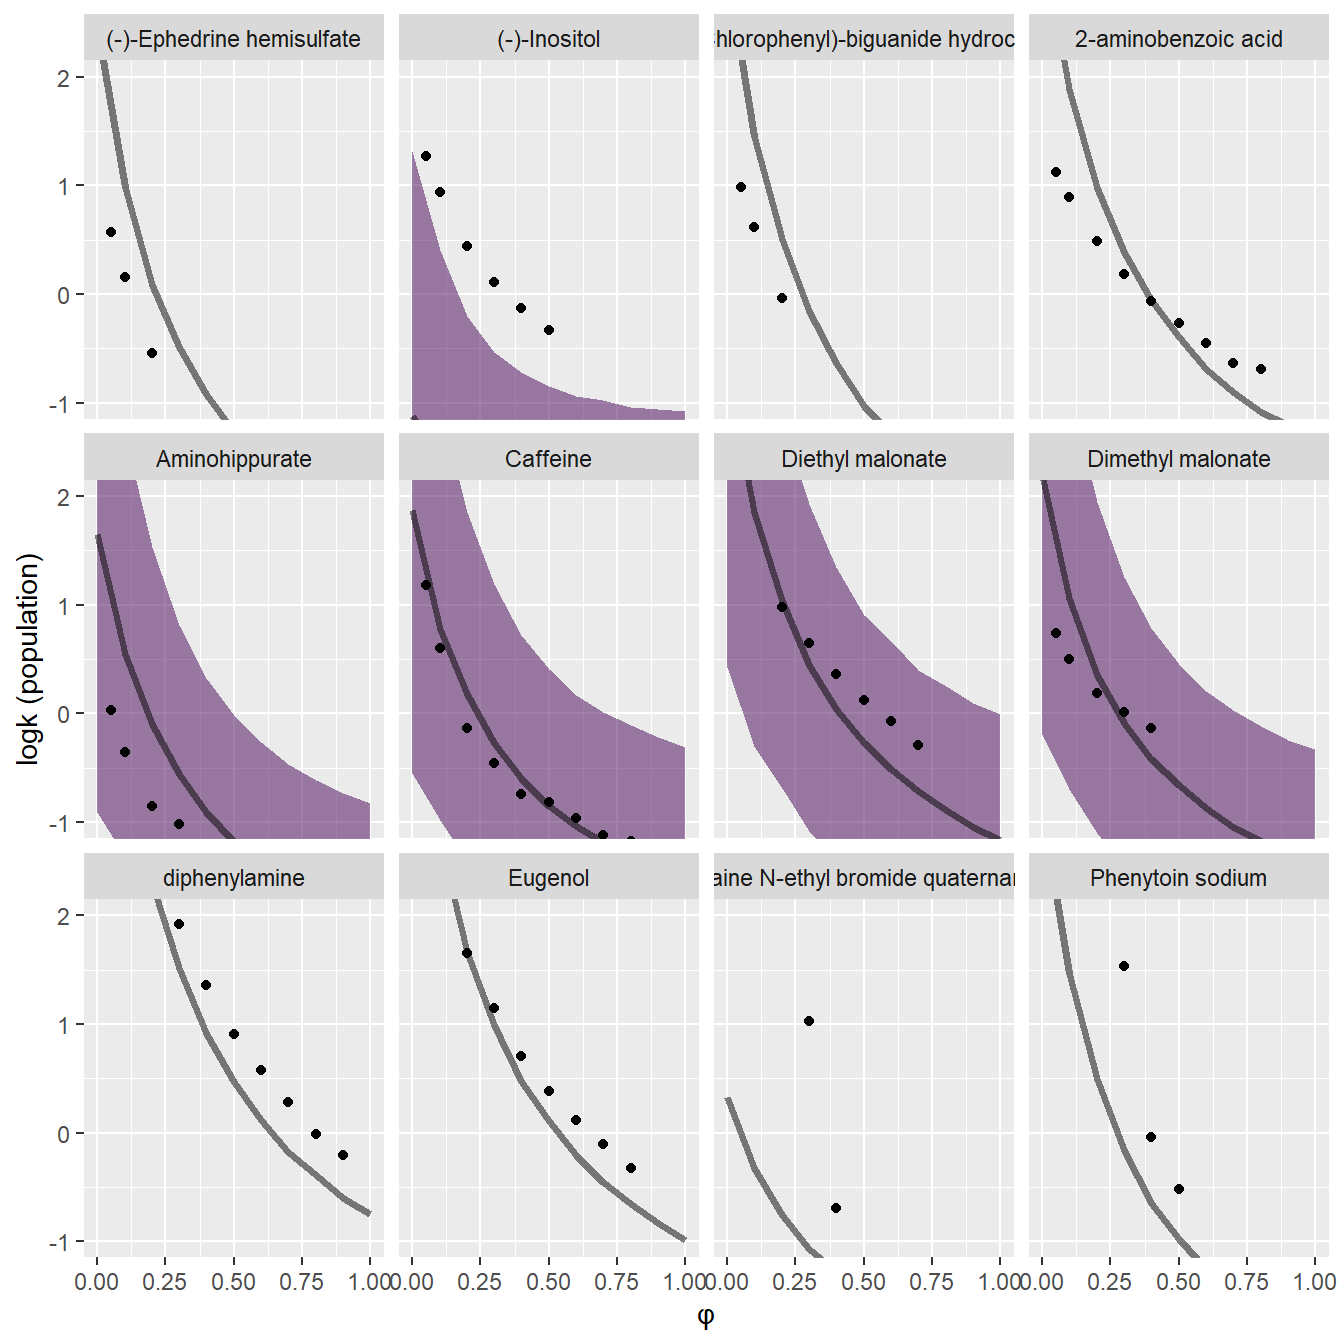 (-)-Ephedrine hemisulfate
(-)-Inositol
chlorophenyl)-biguanide hydroc
2-aminobenzoic acid
2
1
0
-1
Aminohippurate
Caffeine
Diethyl malonate
Dimethyl malonate
2
1
0
-1
diphenylamine
Eugenol
aine N-ethyl bromide quaternar
Phenytoin sodium
2
1
0
-1
0.00 0.25 0.50 0.75 1.00
0.00 0.25 0.50 0.75 1.00
0.00 0.25 0.50 0.75 1.00
0.00 0.25 0.50 0.75 1.00
φ
logk (population)